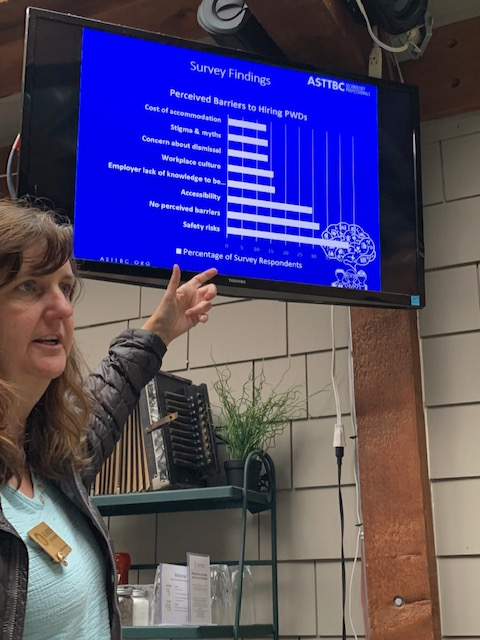 Survey Findings
ASTTBC
Perceived Barriers to Hiring PWDs
Cost of accommodation
Stigma & myths
Concern about dismissal
Workplace culture
Employer lack of knowledge to be...
Accessibility
No perceived barriers
Safety risks
0 5 10 15 20 25 30
Percentage of Survey Respondents
ASTTBC.ORG
TOSHIBA